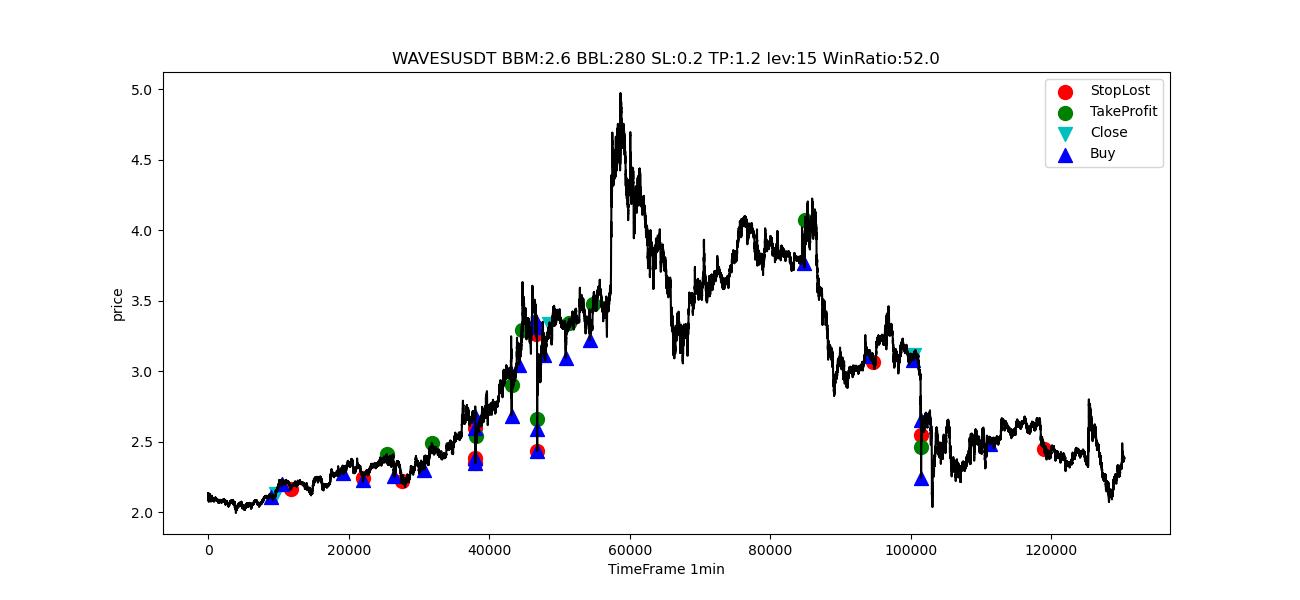 WAVESUSDT BBM:2.6 BBL:280 SL:0.2 TP:1.2 lev:15 WinRatio:52.0
StopLost
TakeProfit
Close
Buy
5.0
4.5
4.0
3.5
3.0
2.5
2.0
price
0 20000 40000 60000 80000 100000 120000
TimeFrame 1min